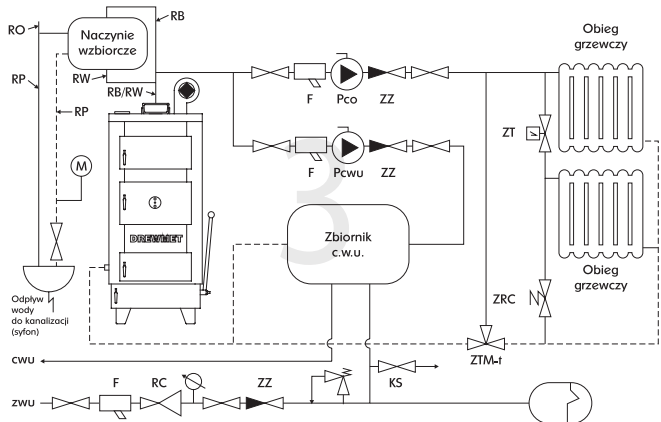 RB
RO
Naczynie
wzbiorcze
RP
RW
RB/RW
RP
M
F
Pco
ZZ
Obieg
grzewczy
ZT
3
F
Pcwu
ZZ
DREWMET
Zbiornik
c.w.u.
Obieg
grzewczy
ZRC
Odpływ
wody
do kanalizacji
(syfon)
ZTM-t
CWU
KS
ZWU
F
RC
ZZ